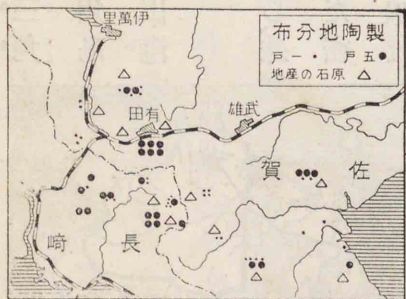 布分地陶製
戸一・ 戸五●
地産の石原 △
里萬伊
田有
雄武
賀 佐
崎 長